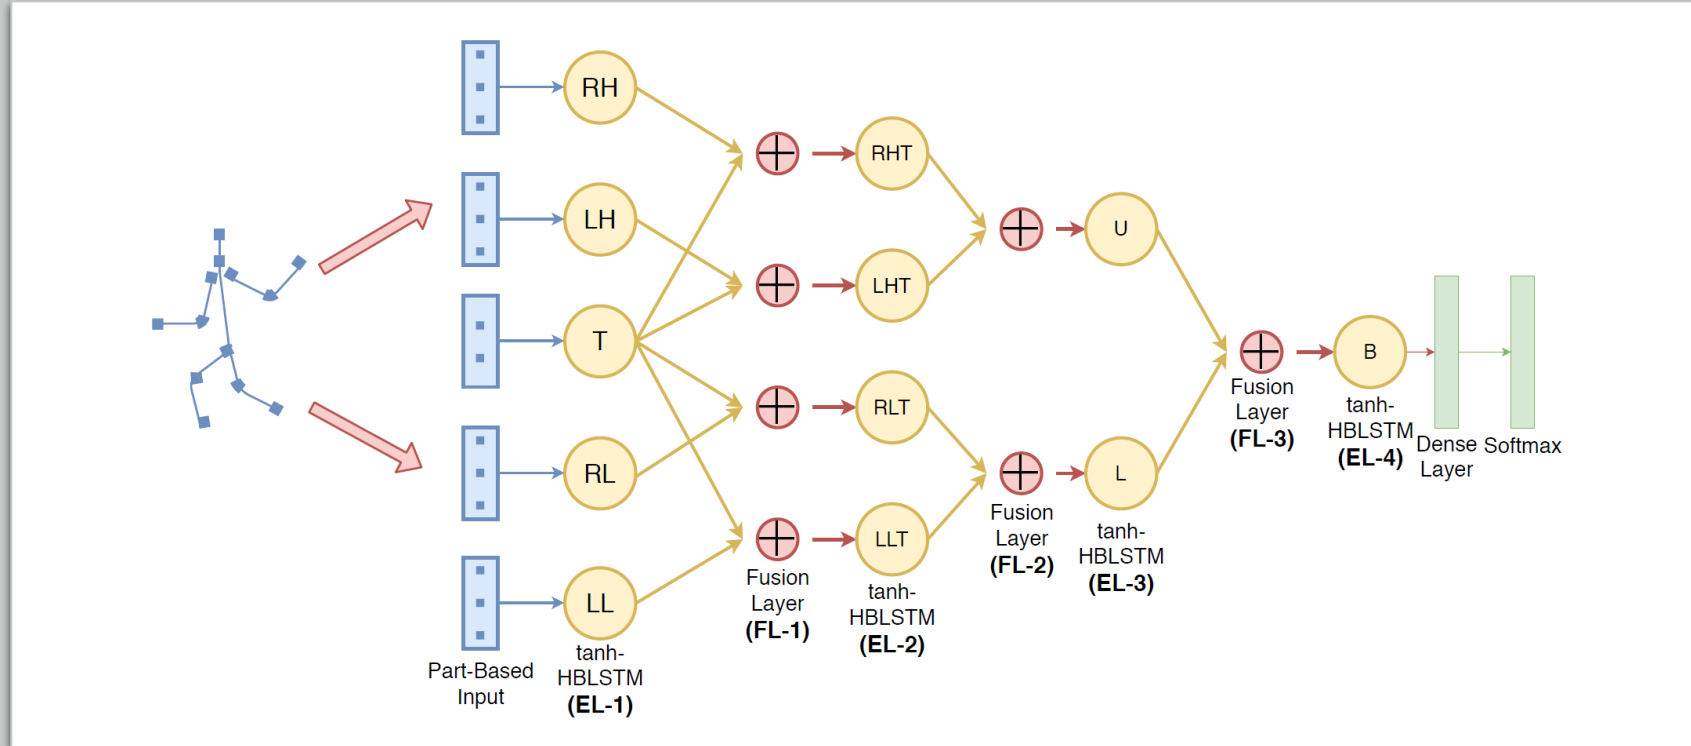 RH
LH
T
RL
LL
Part-Based
Input
tanh-
HBLSTM
(EL-1)
Fusion
Layer
(FL-1)
RHT
LHT
RLT
LLT
tanh-
HBLSTM
(EL-2)
Fusion
Layer
(FL-2)
U
L
tanh-
HBLSTM
(EL-3)
Fusion
Layer
(FL-3)
B
tanh-
HBLSTM
(EL-4)
Dense
Layer
Softmax